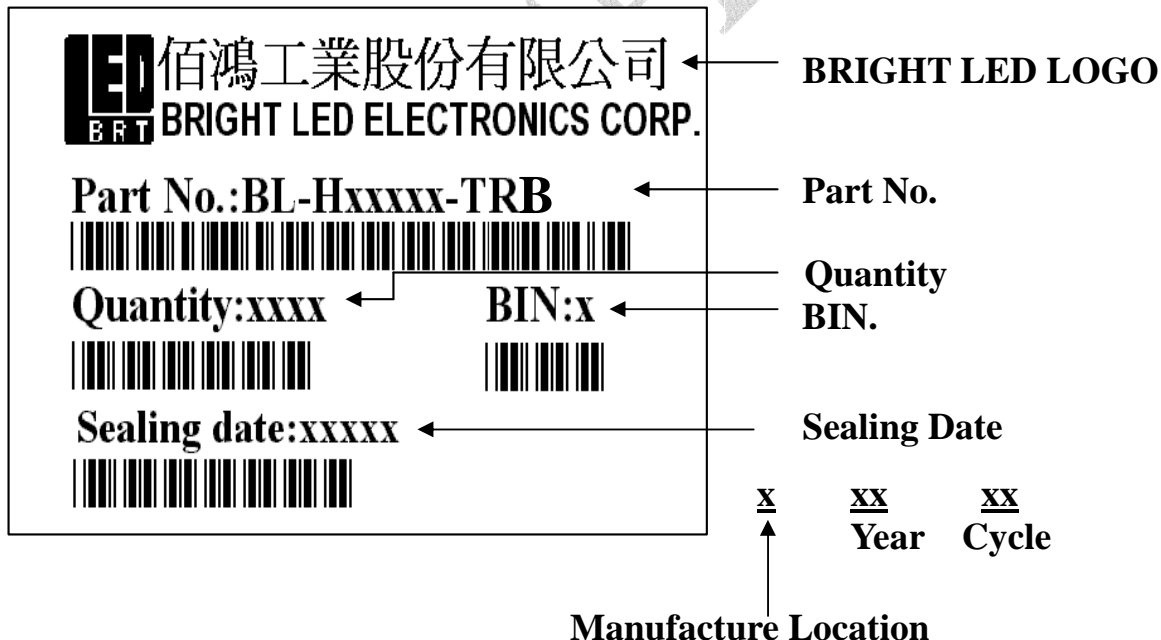 LED 佰鴻工業股份有限公司 BRIGHT LED LOGO
BRT BRIGHT LED ELECTRONICS CORP.
Part No.:BL-Hxxxxx-TRB Part No.
Quantity
Quantity:xxxx BIN:x BIN.
Sealing date:xxxxx Sealing Date
x xx xx
Year Cycle
Manufacture Location